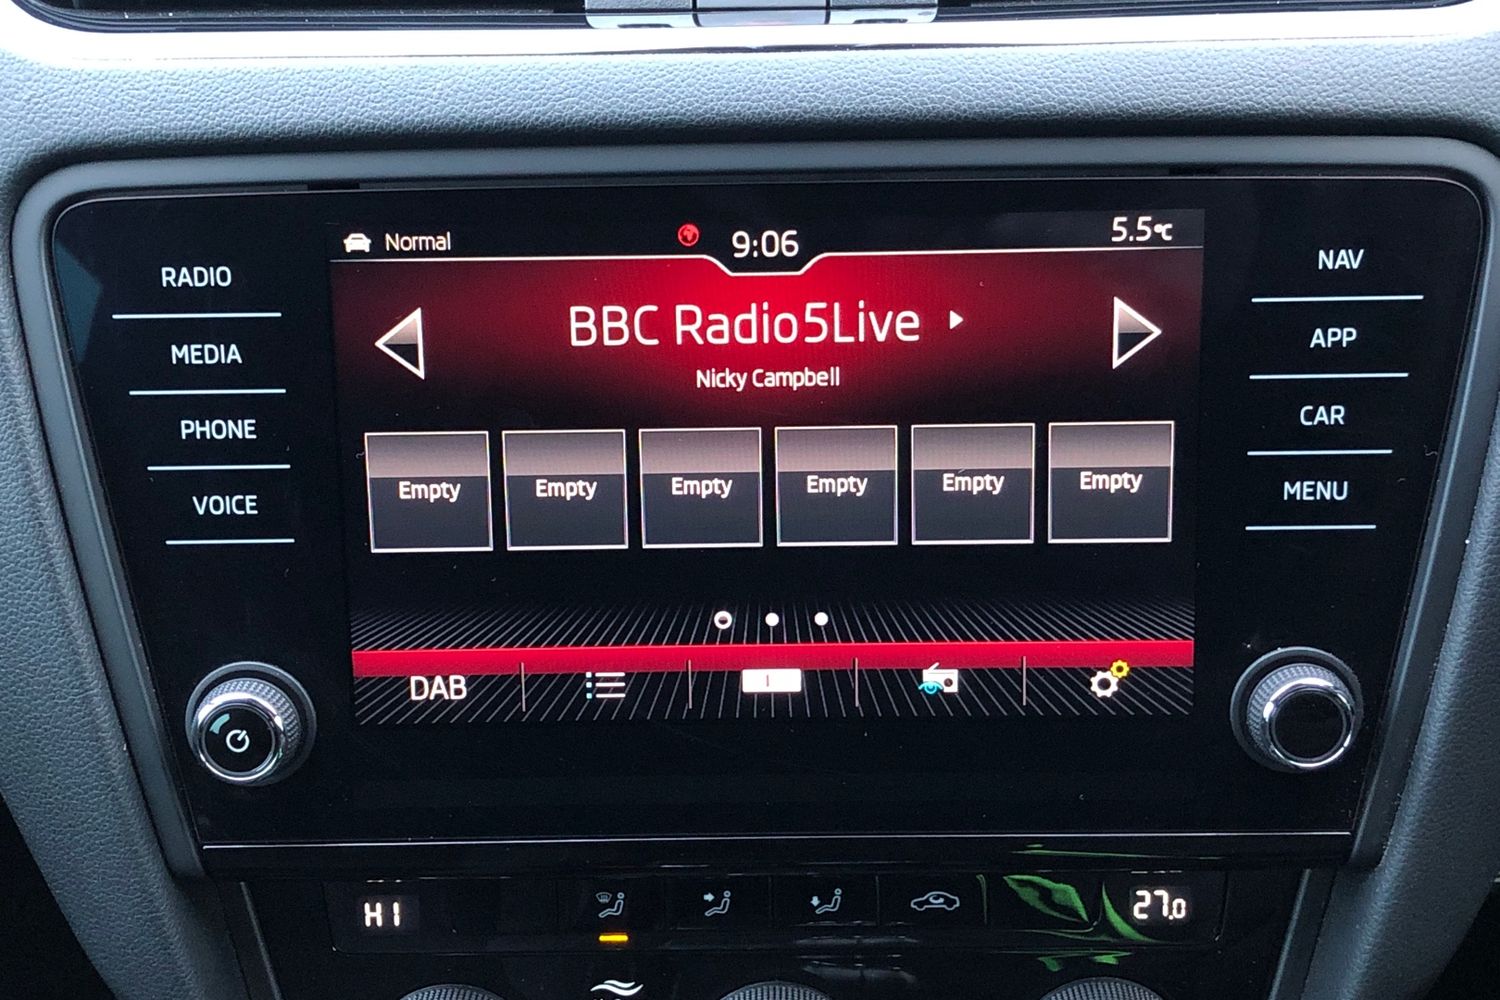 Normal
9:06
5.5°C
RADIO
MEDIA
PHONE
VOICE
NAV
APP
CAR
MENU
BBC Radio5Live
Nicky Campbell
Empty Empty Empty Empty Empty Empty
DAB
HI
27.0